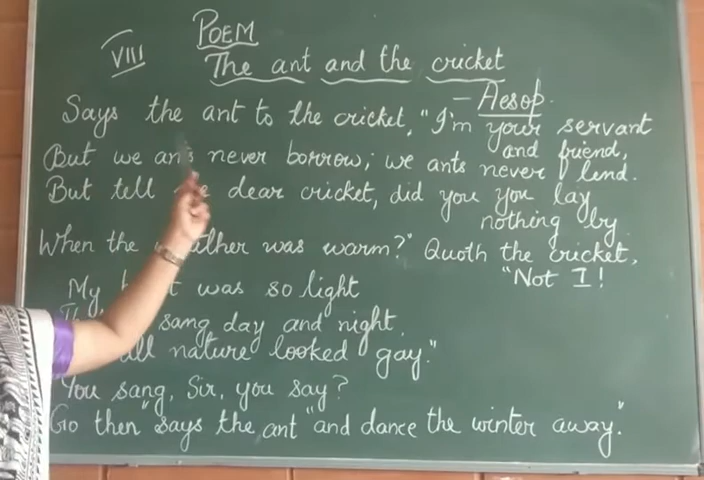 POEM
VIII
The ant and the cricket
- Aesop.
Says the ant to the cricket, "I'm your servant
and friend,
But we ants never borrow; we ants never lend.
But tell dear cricket, did you you lay
nothing by
When the was warm?" Quoth the cricket,
"Not I!
My was so light
sang day and night.
all nature looked gay."
You sang, Sir, you say?
Go then" says the ant "and dance the winter away."